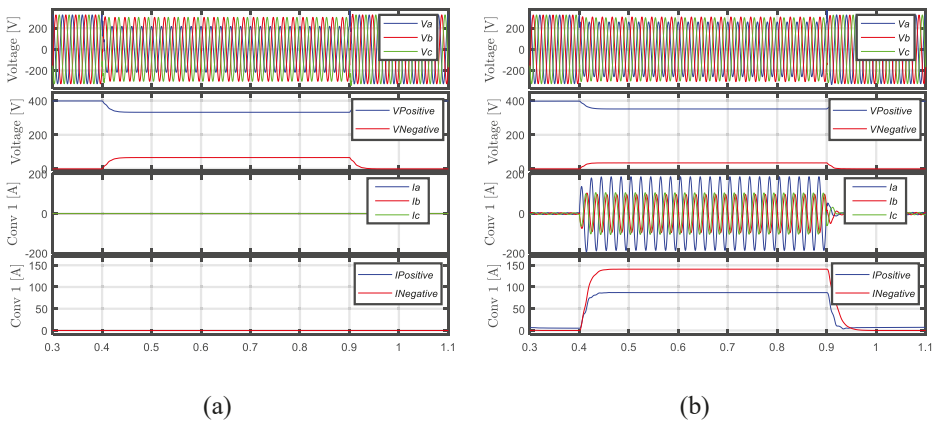 Voltage [V]
200
0
-200
Va
Vb
Vc
Voltage [V]
400
200
0
VPositive
VNegative
Conv 1 [A]
200
0
-200
Ia
Ib
Ic
Conv 1 [A]
150
100
50
0
IPositive
INegative
0.3 0.4 0.5 0.6 0.7 0.8 0.9 1 1.1
(a)
Voltage [V]
200
0
-200
Va
Vb
Vc
Voltage [V]
400
200
0
VPositive
VNegative
Conv 1 [A]
200
0
-200
Ia
Ib
Ic
Conv 1 [A]
150
100
50
0
IPositive
INegative
0.3 0.4 0.5 0.6 0.7 0.8 0.9 1 1.1
(b)